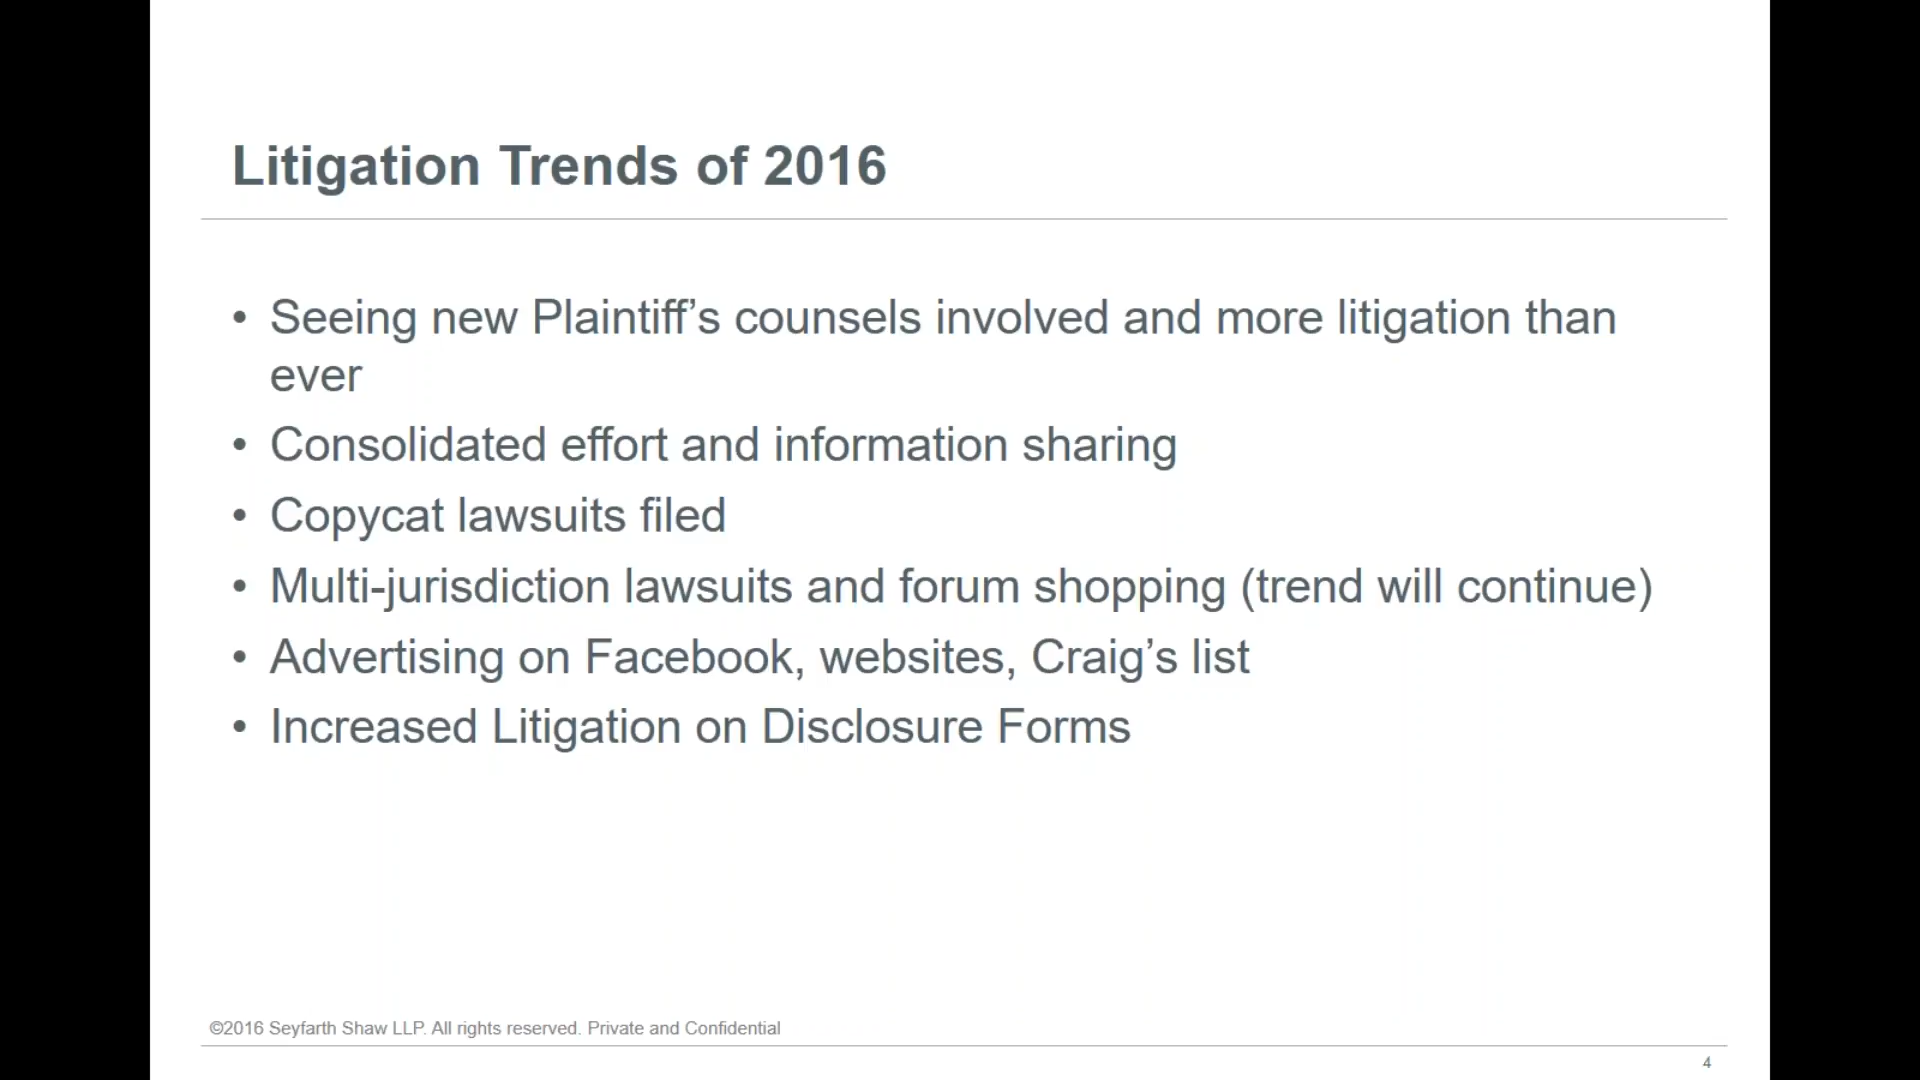 Litigation Trends of 2016
• Seeing new Plaintiff’s counsels involved and more litigation than
ever
• Consolidated effort and information sharing
• Copycat lawsuits filed
• Multi-jurisdiction lawsuits and forum shopping (trend will continue)
• Advertising on Facebook, websites, Craig’s list
• Increased Litigation on Disclosure Forms
©2016 Seyfarth Shaw LLP. All rights reserved. Private and Confidential
4